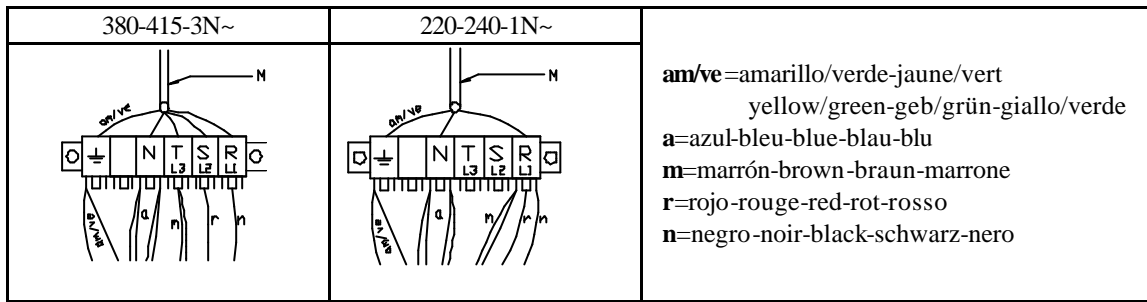 380-415-3N~
220-240-1N~
M
am/ve
N T S R
L3 L2 L1
a m r n
am/ve
M
am/ve
N T S R
L3 L2 L1
a m r n
am/ve
am/ve=amarillo/verde-jaune/vert
yellow/green-geb/grün-giallo/verde
a=azul-bleu-blue-blau-blu
m=marrón-brown-braun-marrone
r=rojo-rouge-red-rot-rosso
n=negro-noir-black-schwarz-nero